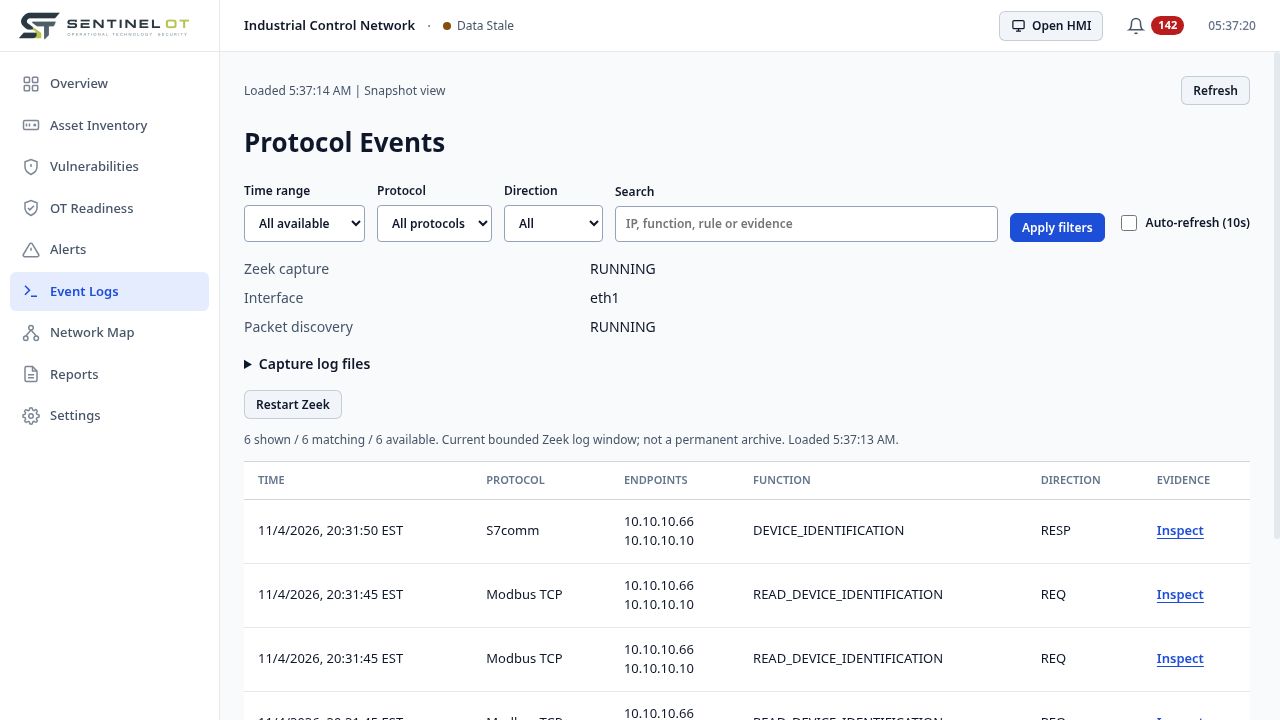 SENTINEL OT
OPERATIONAL TECHNOLOGY SECURITY
Industrial Control Network · Data Stale
Open HMI
142
05:37:20
Overview
Asset Inventory
Vulnerabilities
OT Readiness
Alerts
Event Logs
Network Map
Reports
Settings
Loaded 5:37:14 AM | Snapshot view
Refresh
Protocol Events
Time range Protocol Direction Search
All available All protocols All IP, function, rule or evidence Apply filters Auto-refresh (10s)
Zeek capture RUNNING
Interface eth1
Packet discovery RUNNING
Capture log files
Restart Zeek
6 shown / 6 matching / 6 available. Current bounded Zeek log window; not a permanent archive. Loaded 5:37:13 AM.
TIME PROTOCOL ENDPOINTS FUNCTION DIRECTION EVIDENCE
11/4/2026, 20:31:50 EST S7comm 10.10.10.66 DEVICE_IDENTIFICATION RESP Inspect
10.10.10.10
11/4/2026, 20:31:45 EST Modbus TCP 10.10.10.66 READ_DEVICE_IDENTIFICATION REQ Inspect
10.10.10.10
11/4/2026, 20:31:45 EST Modbus TCP 10.10.10.66 READ_DEVICE_IDENTIFICATION REQ Inspect
10.10.10.10
10.10.10.66